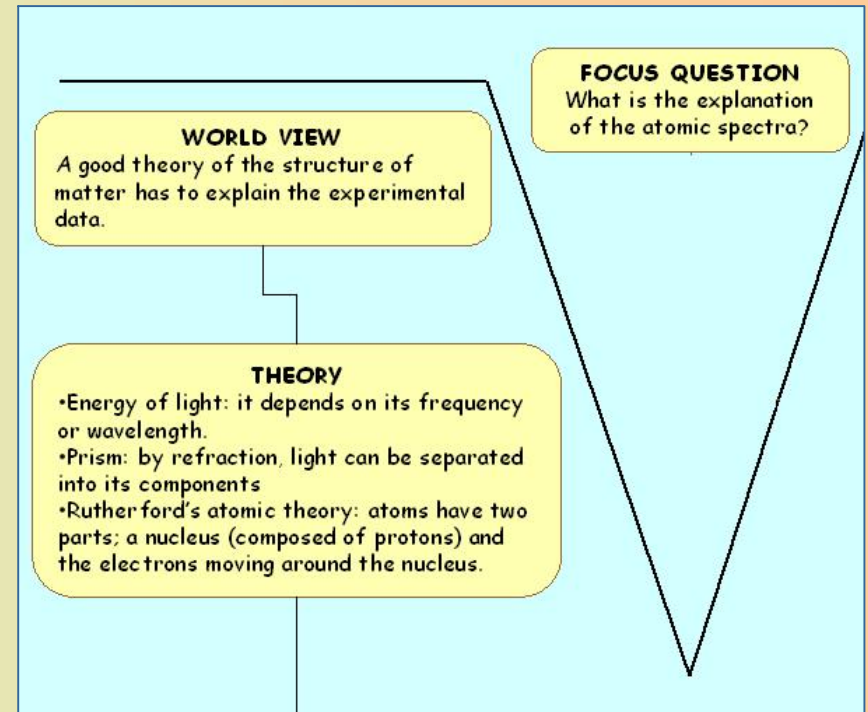 FOCUS QUESTION
What is the explanation
of the atomic spectra?
WORLD VIEW
A good theory of the structure of
matter has to explain the experimental
data.
THEORY
•Energy of light: it depends on its frequency
or wavelength.
•Prism: by refraction, light can be separated
into its components
•Rutherford's atomic theory: atoms have two
parts; a nucleus (composed of protons) and
the electrons moving around the nucleus.